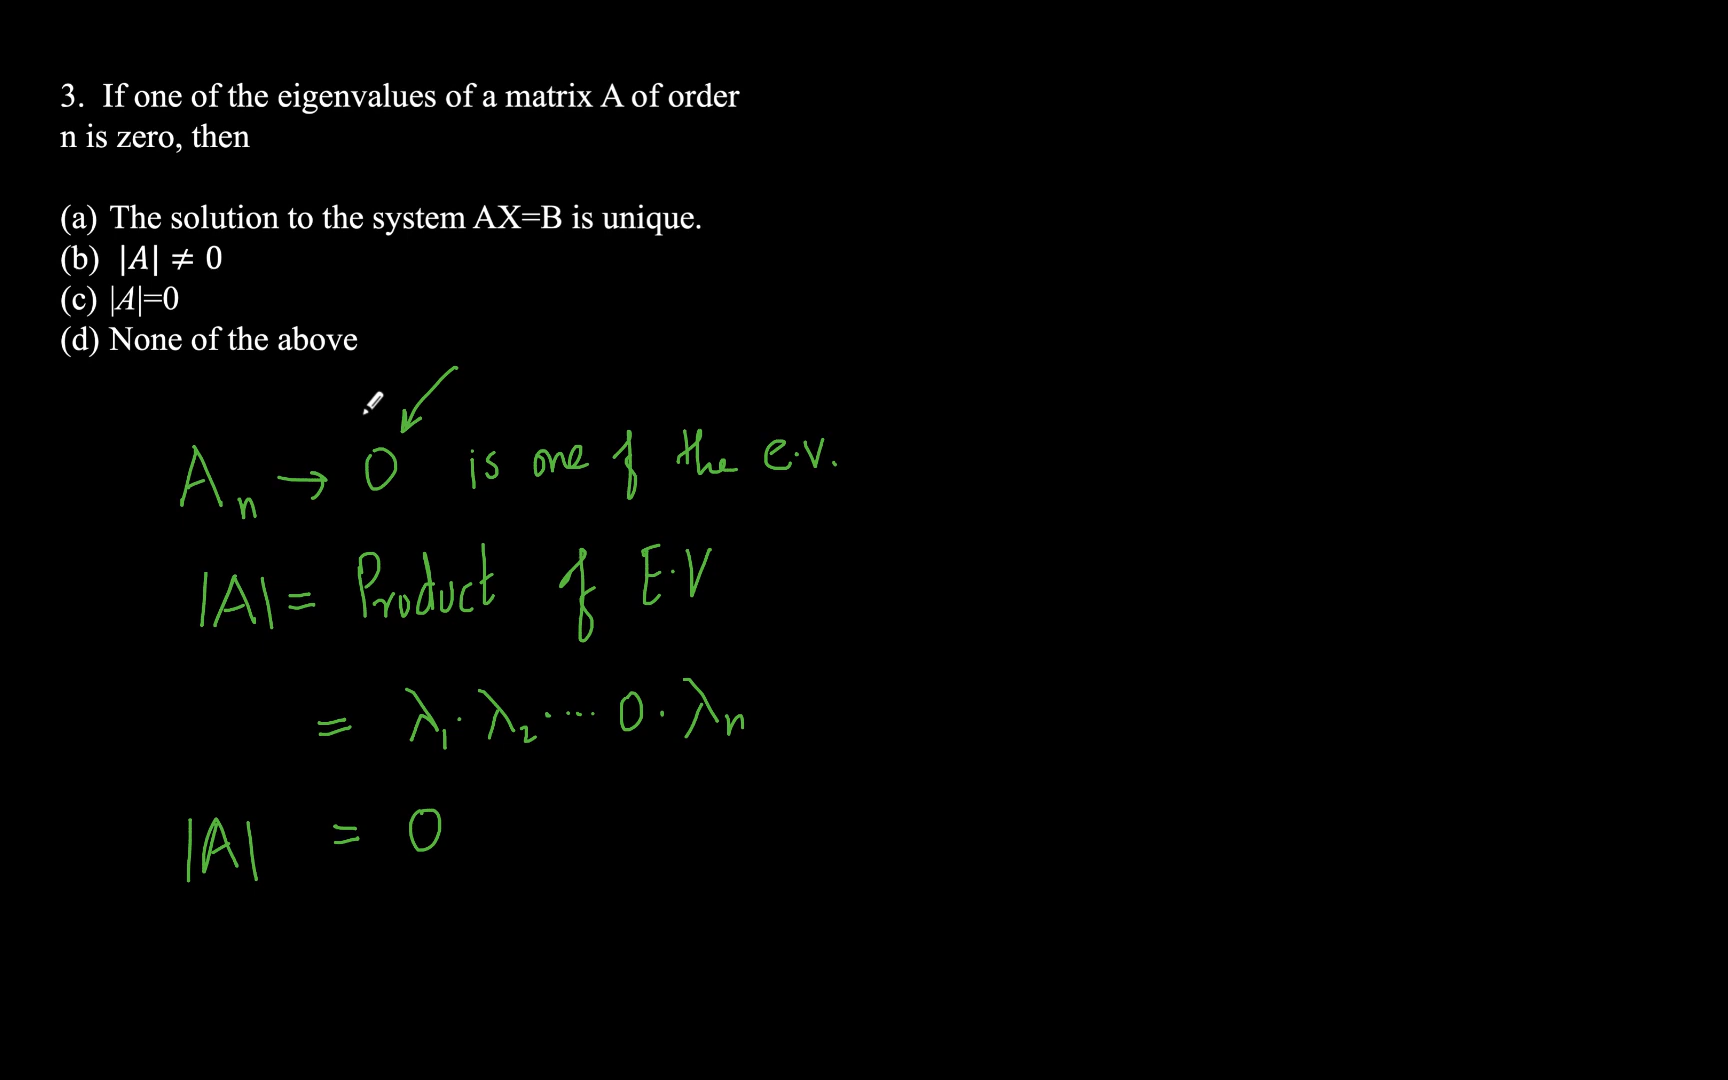 3. If one of the eigenvalues of a matrix A of order
n is zero, then
(a) The solution to the system AX=B is unique.
(b) |A| ≠ 0
(c) |A|=0
(d) None of the above
Aₙ → 0 is one of the e.v.
|A| = Product of E.V
= λ₁ · λ₂ · ... 0 · λₙ
|A| = 0